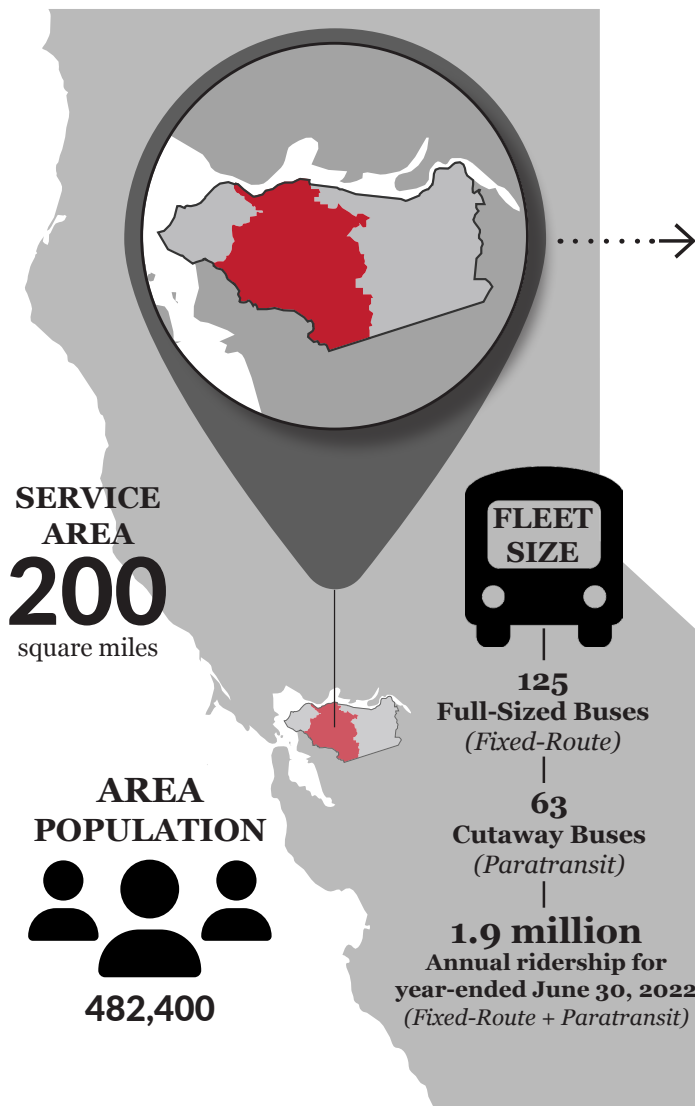 SERVICE
AREA
200
square miles
AREA
POPULATION
482,400
FLEET
SIZE
125
Full-Sized Buses
(Fixed-Route)
63
Cutaway Buses
(Paratransit)
1.9 million
Annual ridership for
year-ended June 30, 2022
(Fixed-Route + Paratransit)